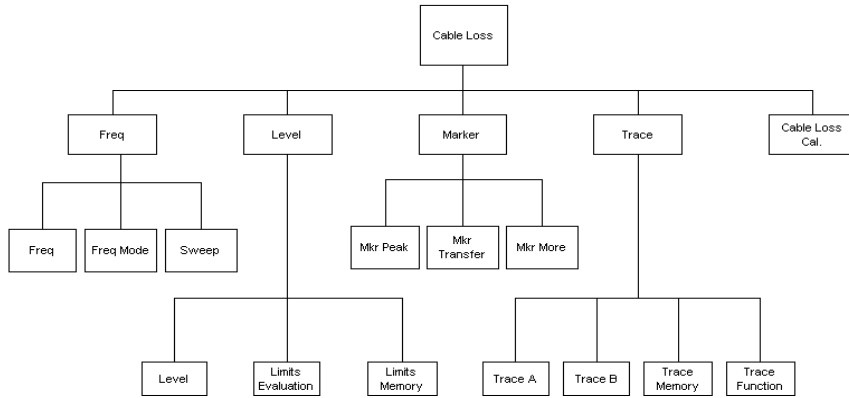 Cable Loss
Freq
Level
Marker
Trace
Cable Loss
Cal.
Freq
Freq Mode
Sweep
Mkr Peak
Mkr
Transfer
Mkr More
Level
Limits
Evaluation
Limits
Memory
Trace A
Trace B
Trace
Memory
Trace
Function